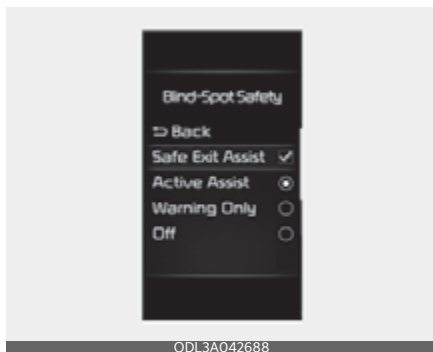 Blind-Spot Safety
⮌ Back
Safe Exit Assist
Active Assist
Warning Only
Off
ODL3A042688